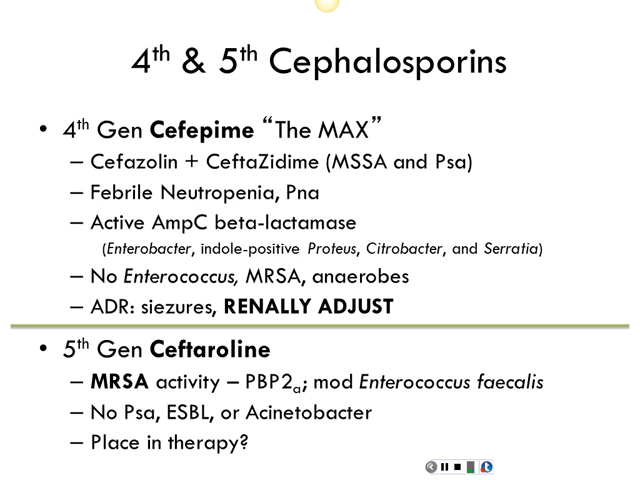 4th & 5th Cephalosporins
• 4th Gen Cefepime “The MAX”
– Cefazolin + CeftaZidime (MSSA and Psa)
– Febrile Neutropenia, Pna
– Active AmpC beta-lactamase
(Enterobacter, indole-positive Proteus, Citrobacter, and Serratia)
– No Enterococcus, MRSA, anaerobes
– ADR: siezures, RENALLY ADJUST
• 5th Gen Ceftaroline
– MRSA activity – PBP2a; mod Enterococcus faecalis
– No Psa, ESBL, or Acinetobacter
– Place in therapy?